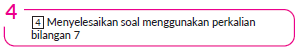 4
4 Menyelesaikan soal menggunakan perkalian
bilangan 7